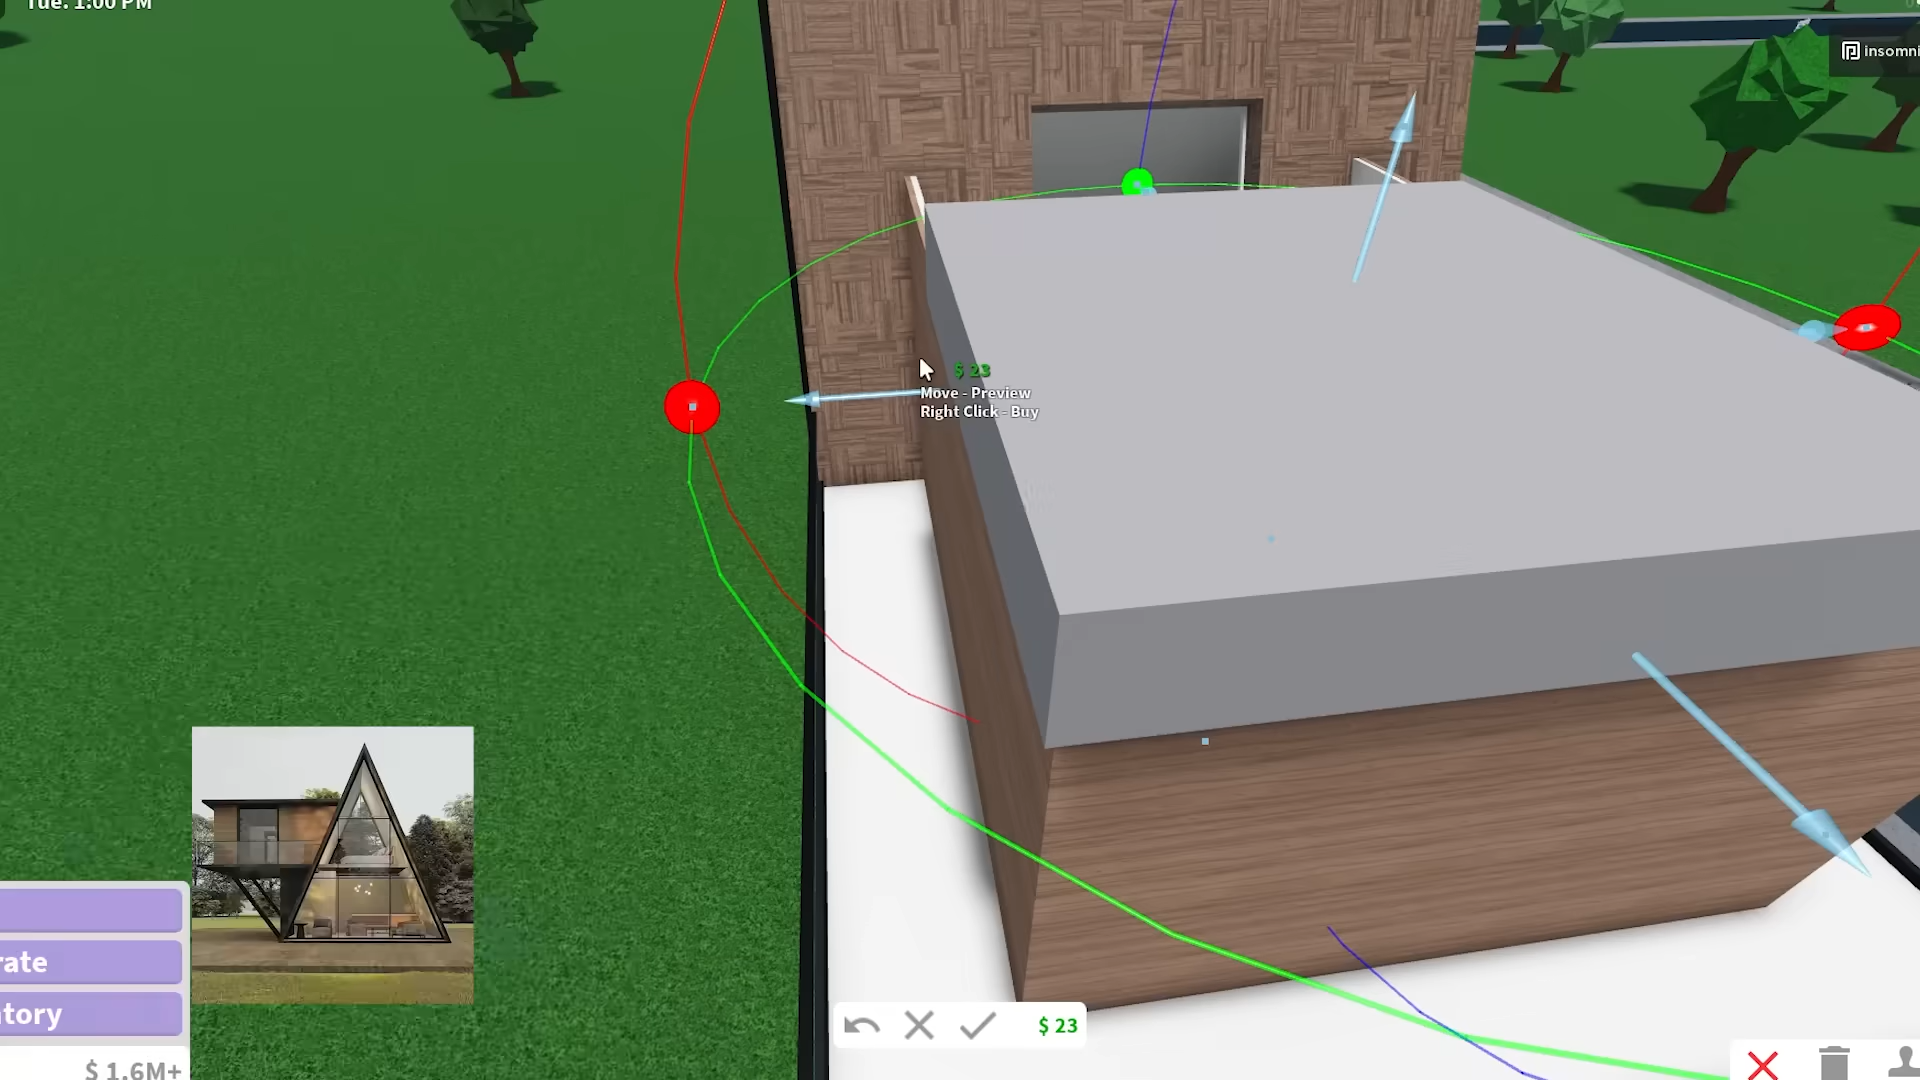 Tue. 1:00 PM
insomni
$ 23
Move - Preview
Right Click - Buy
rate
tory
$ 1.6M+
$ 23